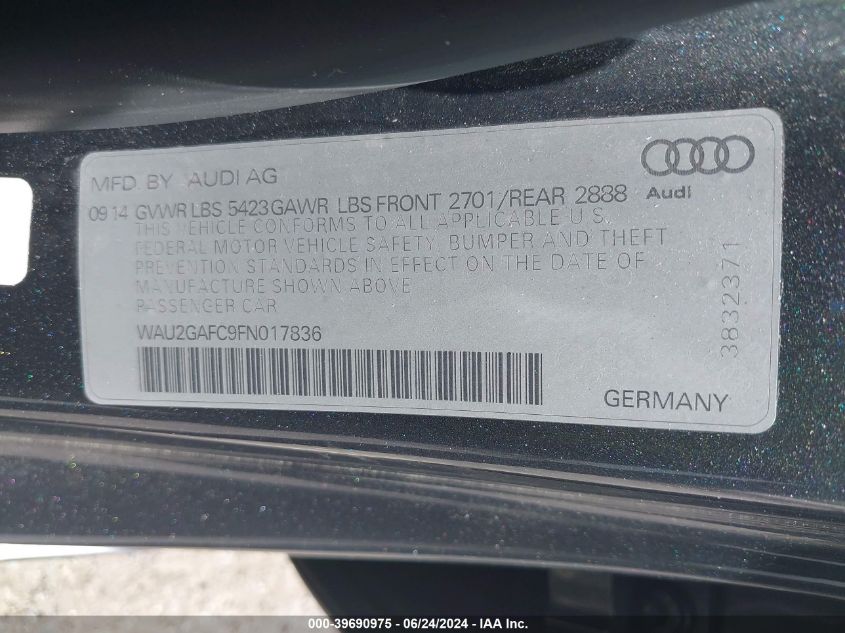 MFD. BY AUDI AG
09 14 GVWR LBS 5423 GAWR LBS FRONT 2701/REAR 2888
THIS VEHICLE CONFORMS TO ALL APPLICABLE U.S.
FEDERAL MOTOR VEHICLE SAFETY, BUMPER AND THEFT
PREVENTION STANDARDS IN EFFECT ON THE DATE OF
MANUFACTURE SHOWN ABOVE
PASSENGER CAR
WAU2GAFC9FN017836
Audi
3832371
GERMANY
000-39690975 - 06/24/2024 - IAA Inc.